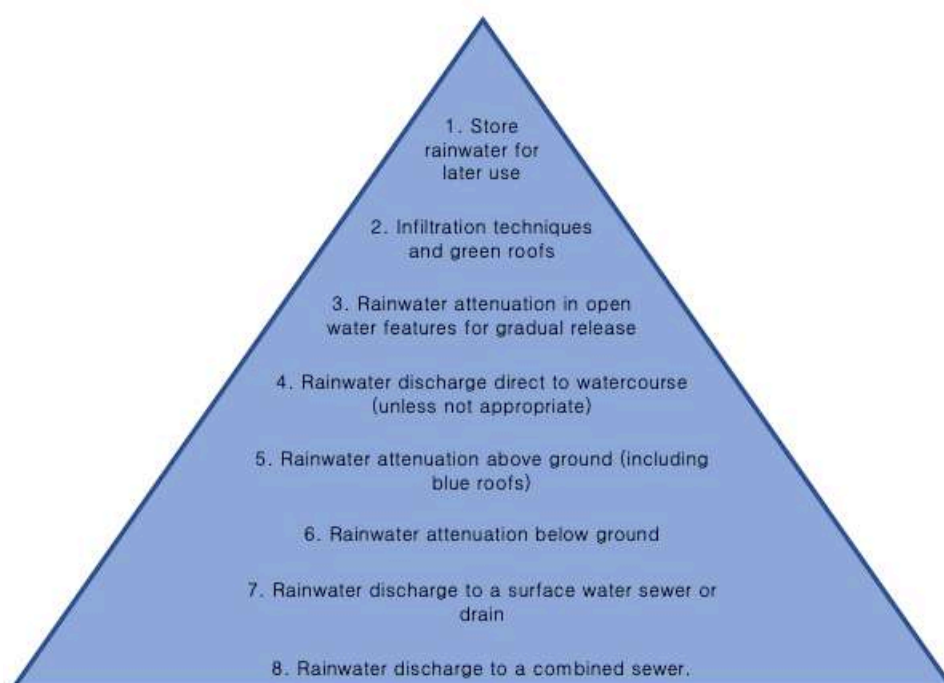 1. Store
rainwater for
later use
2. Infiltration techniques
and green roofs
3. Rainwater attenuation in open
water features for gradual release
4. Rainwater discharge direct to watercourse
(unless not appropriate)
5. Rainwater attenuation above ground (including
blue roofs)
6. Rainwater attenuation below ground
7. Rainwater discharge to a surface water sewer or
drain
8. Rainwater discharge to a combined sewer.